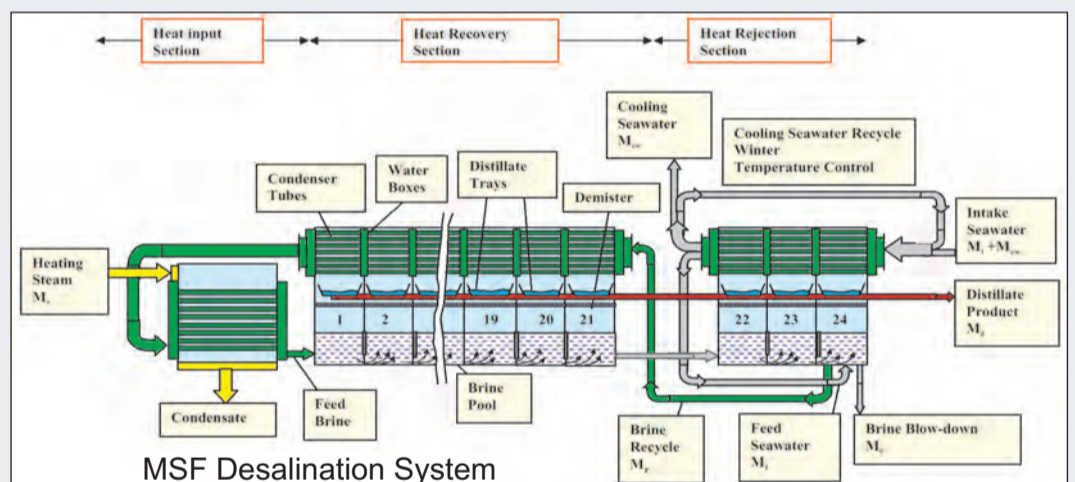 Heat input
Section
Heat Recovery
Section
Heat Rejection
Section
Cooling
Seawater
Cooling Seawater Recycle
Winter
Temperature Control
Condenser
Tubes
Water
Boxes
Distillate
Trays
Demister
Intake
Seawater
Heating
Steam
Distillate
Product
1
2
19
20
21
22
23
24
Condensate
Feed
Brine
Brine
Pool
Brine
Recycle
Mr
Feed
Seawater
Brine Blow-down
MSF Desalination System